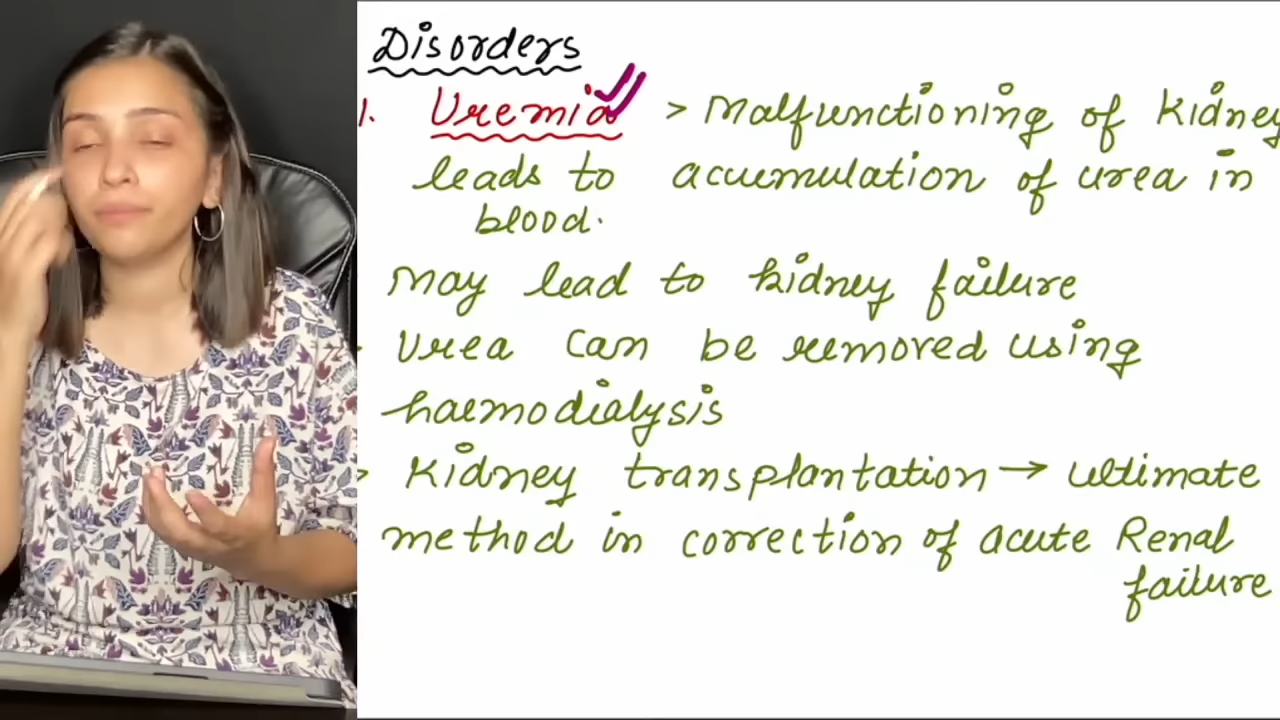 Disorders
1. Uremia > Malfunctioning of kidney
leads to acumulation of urea in
blood.
May lead to kidney failure
Urea can be removed using
haemodialysis
> Kidney transplantation → ultimate
method in correction of acute Renal
failure